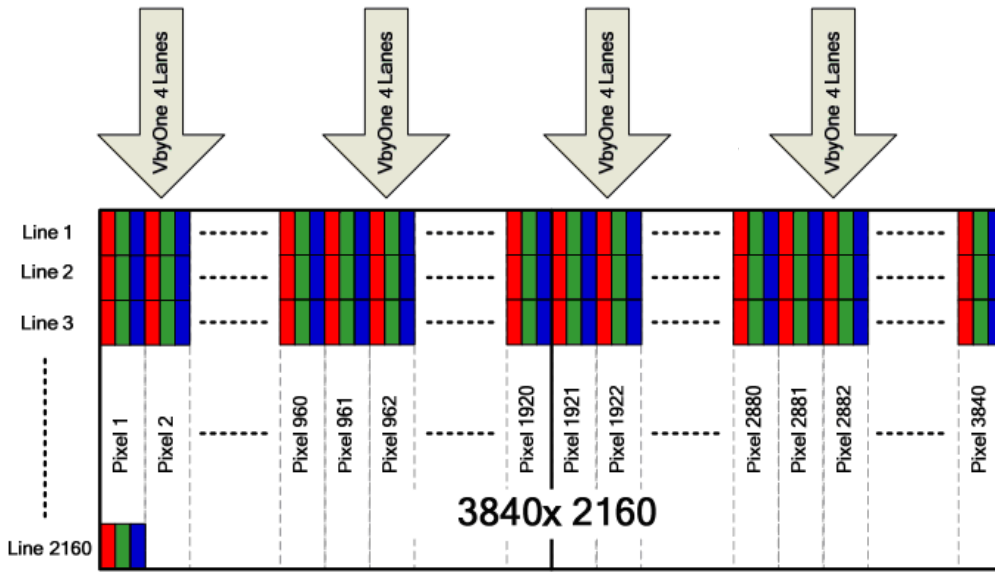 VbyOne 4 Lanes
VbyOne 4 Lanes
VbyOne 4 Lanes
VbyOne 4 Lanes
Line 1
Line 2
Line 3
Pixel 1
Pixel 2
Pixel 960
Pixel 961
Pixel 962
Pixel 1920
Pixel 1921
Pixel 1922
Pixel 2880
Pixel 2881
Pixel 2882
Pixel 3840
3840x 2160
Line 2160